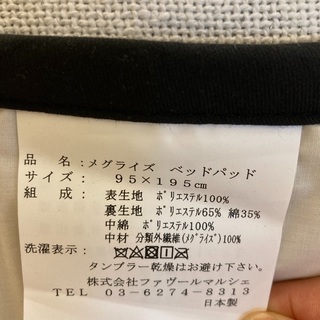 品　名：メグライズ　ベッドパッド
サイズ：　９５×１９５㎝
組　成：　表生地　ポリエステル100%
裏生地　ポリエステル65%　綿35%
中綿　ポリエステル100%
中材　分類外繊維(メグライズ)100%
洗濯表示：
タンブラー乾燥はお避け下さい。
株式会社ファヴールマルシェ
TEL　03-6274-8313
日本製